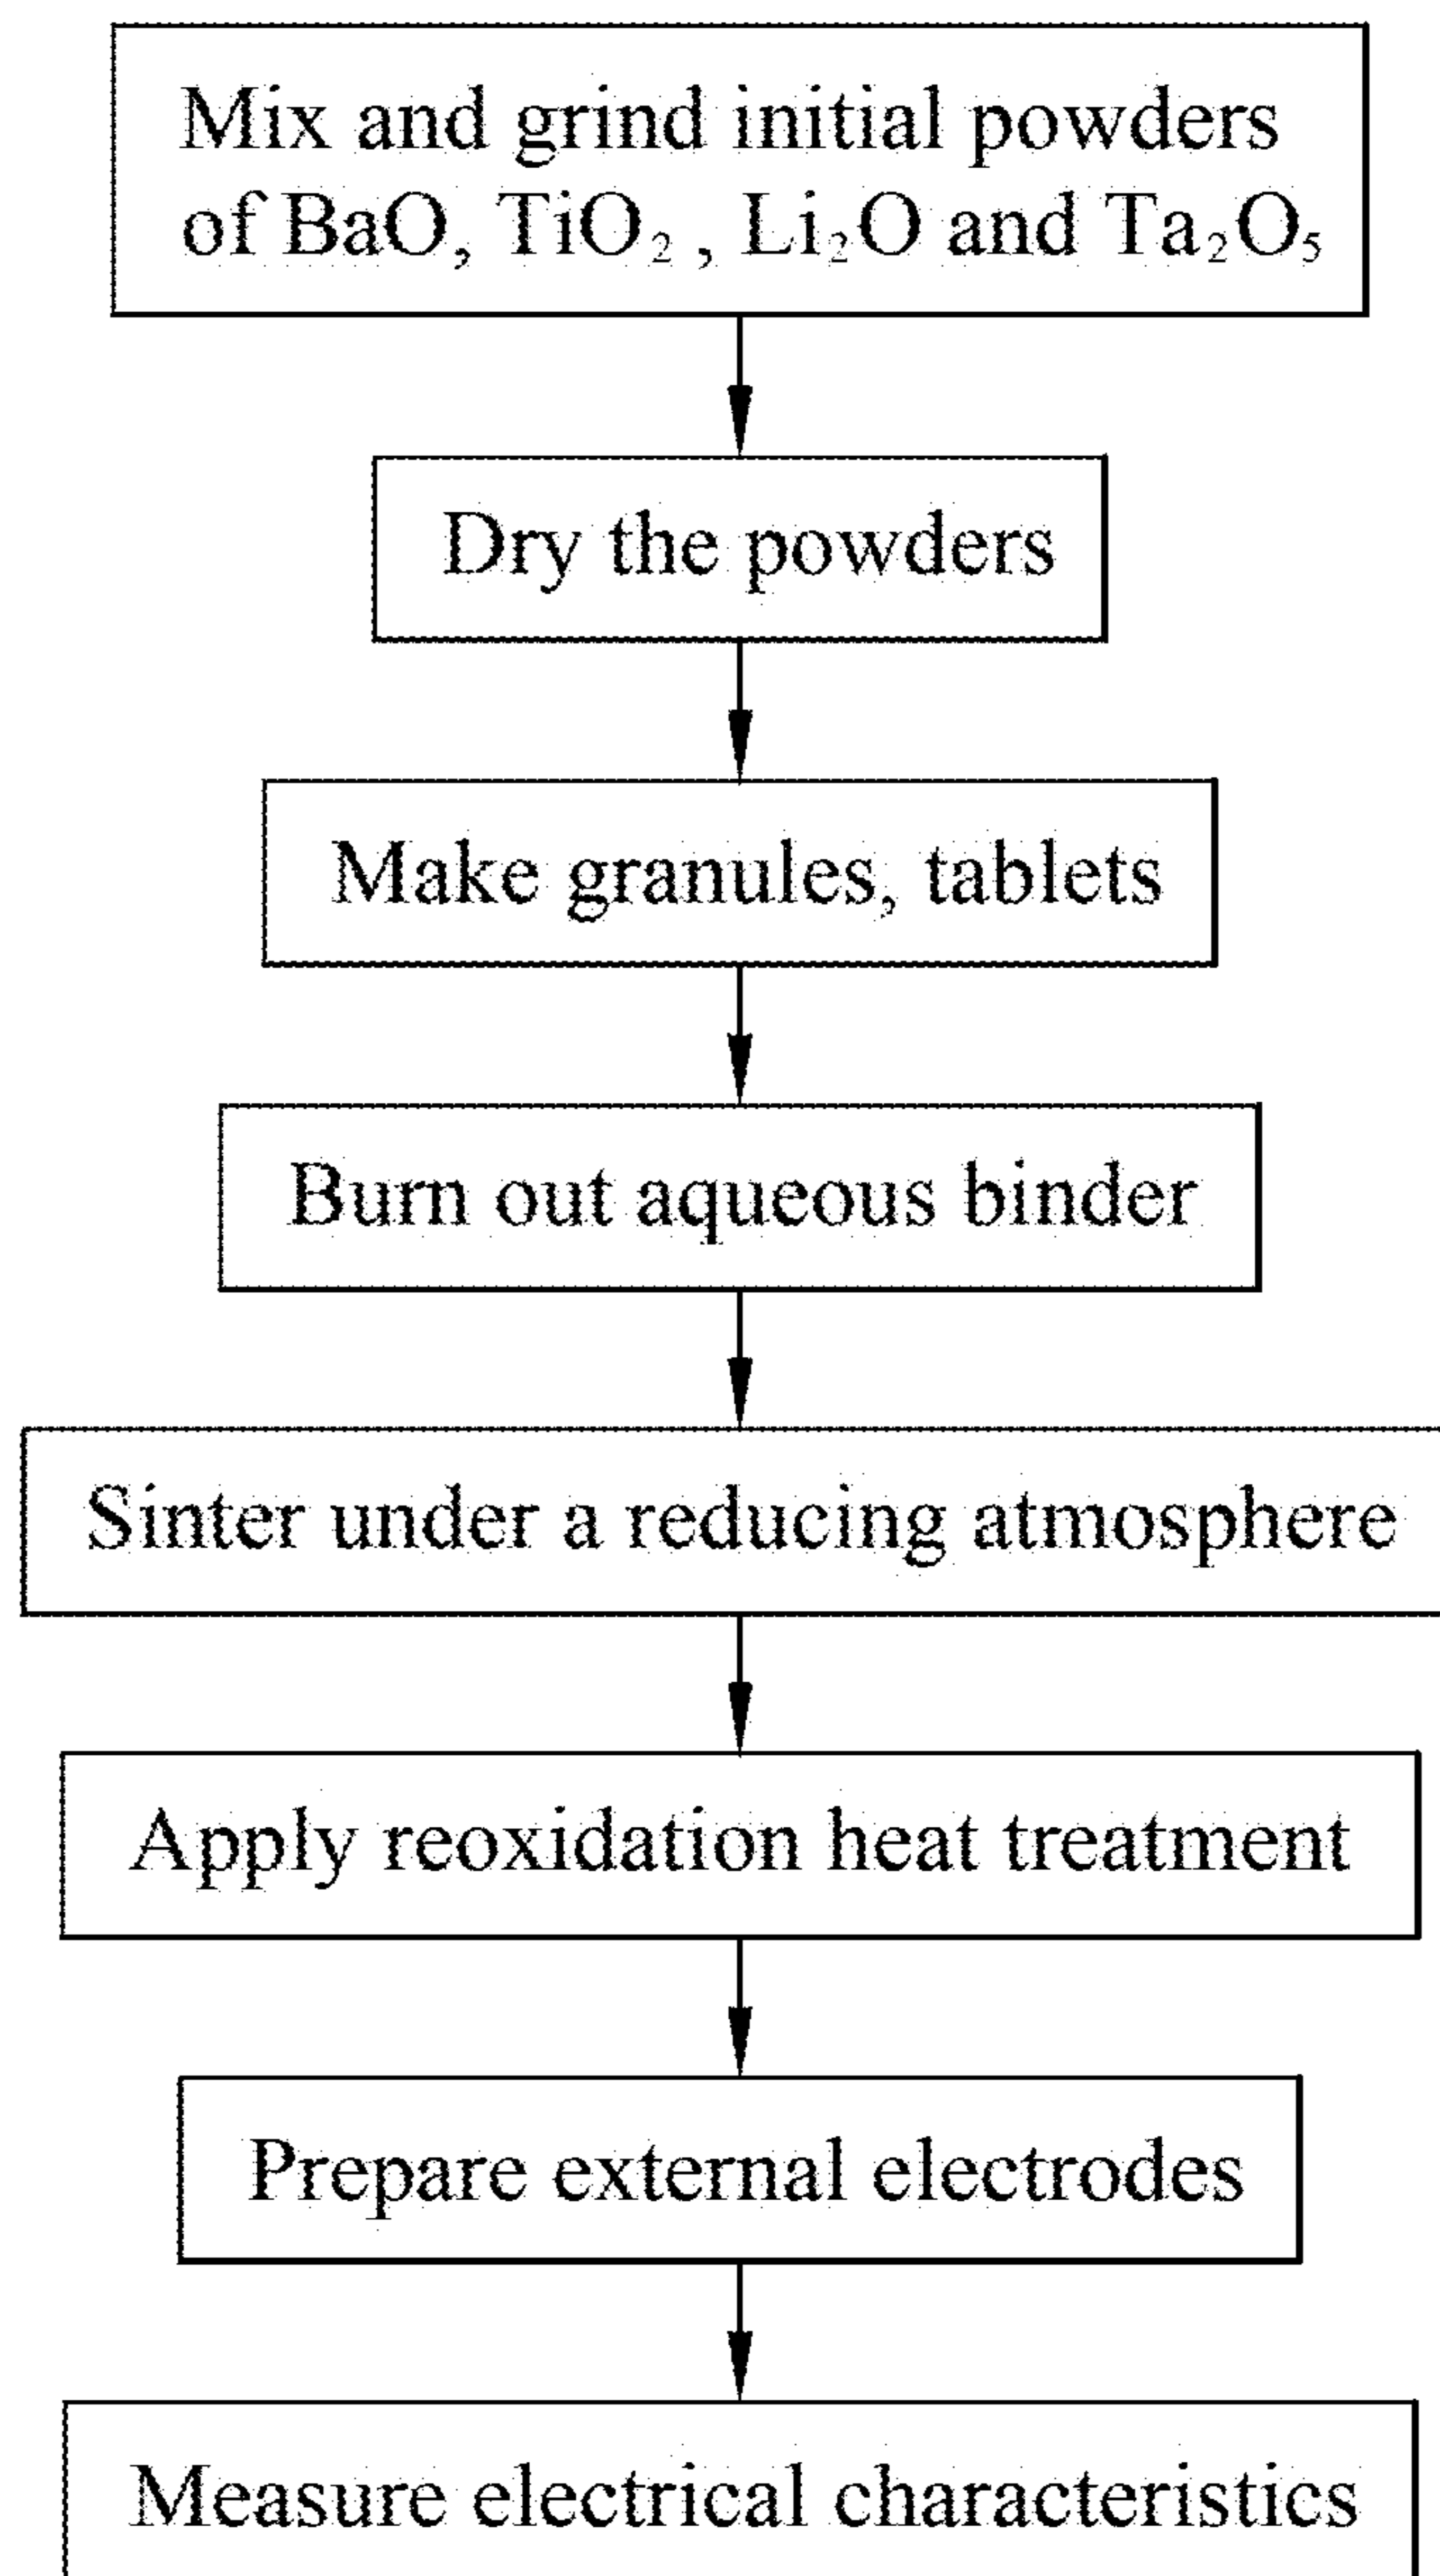 Mix and grind initial powders
of BaO, TiO₂ , Li₂O and Ta₂O₅
Dry the powders
Make granules, tablets
Burn out aqueous binder
Sinter under a reducing atmosphere
Apply reoxidation heat treatment
Prepare external electrodes
Measure electrical characteristics